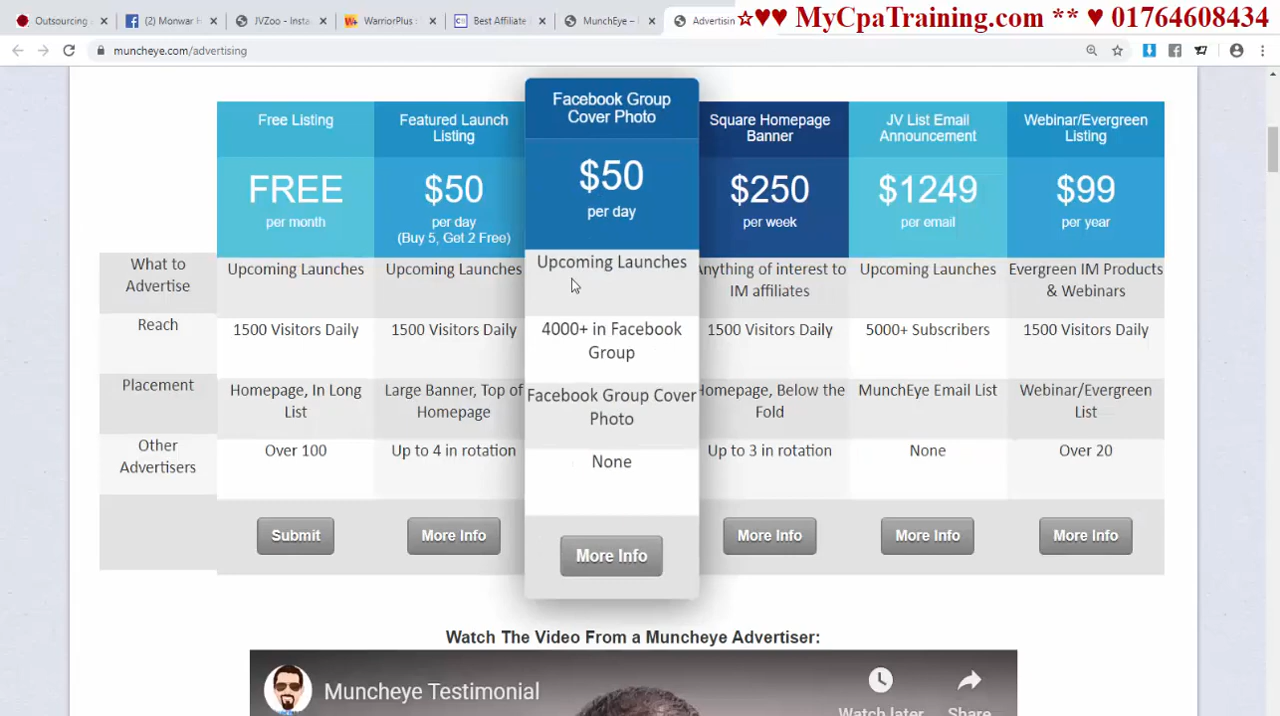 Outsourcing
(2) Monwar H
JVZoo - Insta
WarriorPlus :
Best Affiliate
MunchEye –
Advertisin
☆♥♥ MyCpaTraining.com ** ♥ 01764608434
muncheye.com/advertising
Free Listing
FREE
per month
Featured Launch
Listing
$50
per day
(Buy 5, Get 2 Free)
Facebook Group
Cover Photo
$50
per day
Square Homepage
Banner
$250
per week
JV List Email
Announcement
$1249
per email
Webinar/Evergreen
Listing
$99
per year
What to
Advertise
Upcoming Launches
Upcoming Launches
Upcoming Launches
Anything of interest to
IM affiliates
Upcoming Launches
Evergreen IM Products
& Webinars
Reach
1500 Visitors Daily
1500 Visitors Daily
4000+ in Facebook
Group
1500 Visitors Daily
5000+ Subscribers
1500 Visitors Daily
Placement
Homepage, In Long
List
Large Banner, Top of
Homepage
Facebook Group Cover
Photo
Homepage, Below the
Fold
MunchEye Email List
Webinar/Evergreen
List
Other
Advertisers
Over 100
Up to 4 in rotation
None
Up to 3 in rotation
None
Over 20
Submit
More Info
More Info
More Info
More Info
More Info
Watch The Video From a Muncheye Advertiser:
Muncheye Testimonial
Watch later
Share